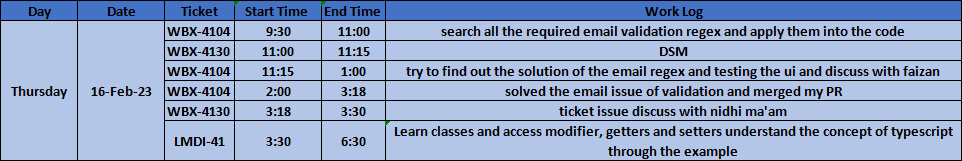 Day Date Ticket Start Time End Time Work Log
WBX-4104 9:30 11:00 search all the required email validation regex and apply them into the code
WBX-4130 11:00 11:15 DSM
WBX-4104 11:15 1:00 try to find out the solution of the email regex and testing the ui and discuss with faizan
Thursday 16-Feb-23 WBX-4104 2:00 3:18 solved the email issue of validation and merged my PR
WBX-4130 3:18 3:30 ticket issue discuss with nidhi ma'am
LMDI-41 3:30 6:30 Learn classes and access modifier, getters and setters understand the concept of typescript
through the example